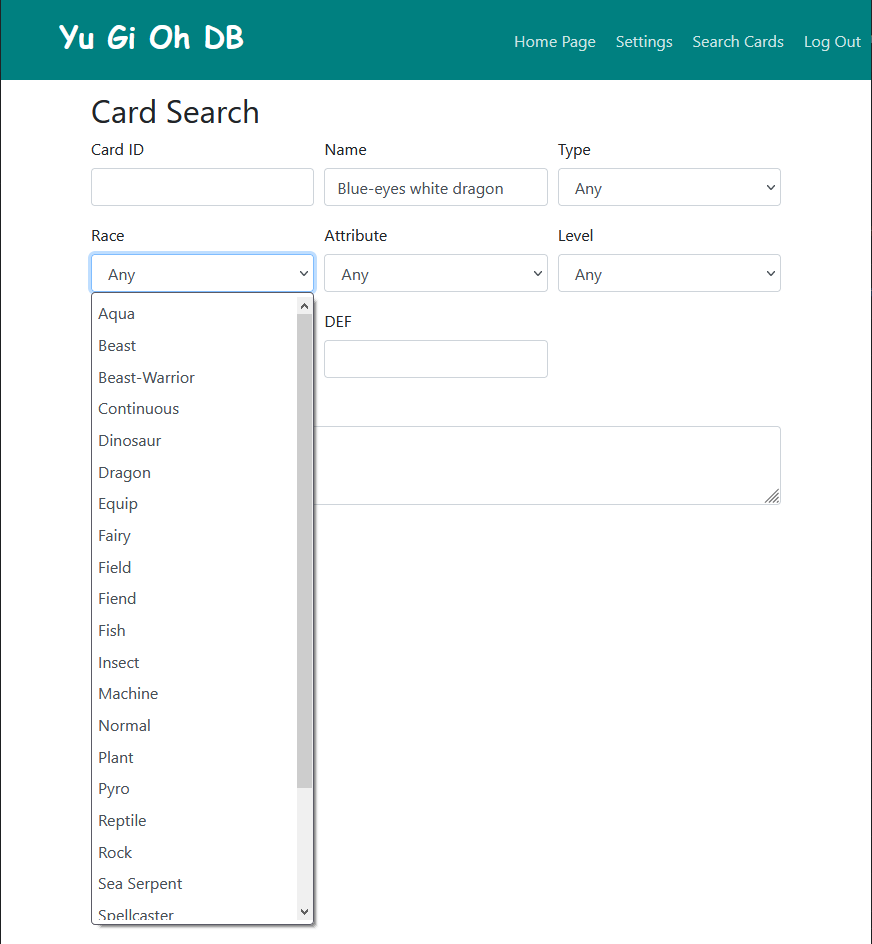 Yu Gi Oh DB
Home Page Settings Search Cards Log Out
Card Search
Card ID Name Type
Blue-eyes white dragon Any
Race Attribute Level
Any Any Any
DEF
Aqua
Beast
Beast-Warrior
Continuous
Dinosaur
Dragon
Equip
Fairy
Field
Fiend
Fish
Insect
Machine
Normal
Plant
Pyro
Reptile
Rock
Sea Serpent
Spellcaster